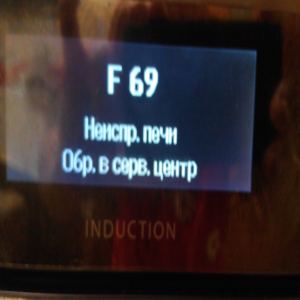 F 69
Неиспр. печи
Обр. в серв. центр
INDUCTION